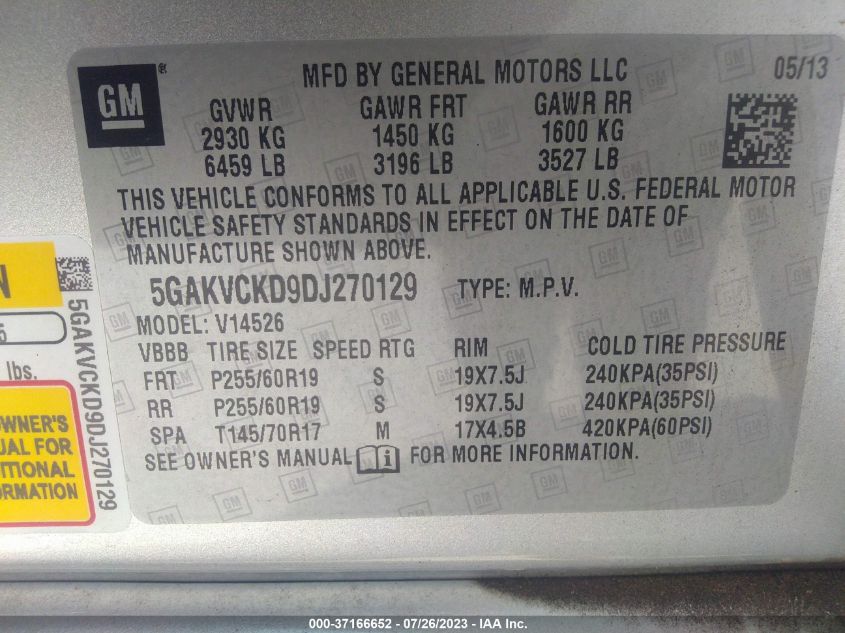 GM
MFD BY GENERAL MOTORS LLC
05/13
GVWR GAWR FRT GAWR RR
2930 KG 1450 KG 1600 KG
6459 LB 3196 LB 3527 LB
THIS VEHICLE CONFORMS TO ALL APPLICABLE U.S. FEDERAL MOTOR
VEHICLE SAFETY STANDARDS IN EFFECT ON THE DATE OF
MANUFACTURE SHOWN ABOVE.
5GAKVCKD9DJ270129 TYPE: M.P.V.
MODEL: V14526
VBBB TIRE SIZE SPEED RTG RIM COLD TIRE PRESSURE
FRT P255/60R19 S 19X7.5J 240KPA(35PSI)
RR P255/60R19 S 19X7.5J 240KPA(35PSI)
SPA T145/70R17 M 17X4.5B 420KPA(60PSI)
SEE OWNER'S MANUAL FOR MORE INFORMATION.
lbs.
OWNER'S
FOR
5GAKVCKD9DJ270129
000-37166652 - 07/26/2023 - IAA Inc.